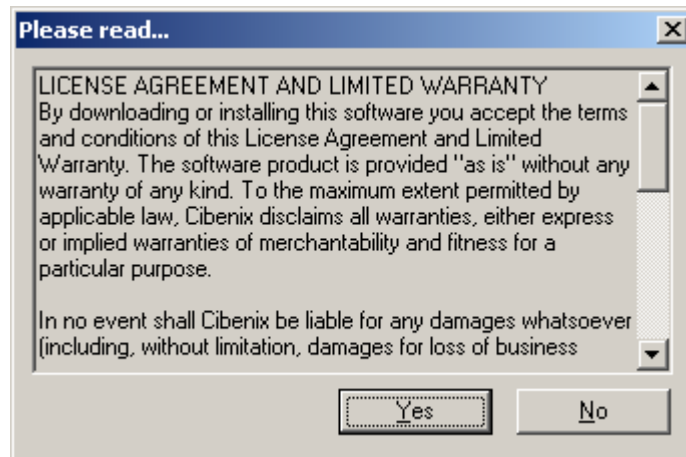 Please read...
LICENSE AGREEMENT AND LIMITED WARRANTY
By downloading or installing this software you accept the terms
and conditions of this License Agreement and Limited
Warranty. The software product is provided "as is" without any
warranty of any kind. To the maximum extent permitted by
applicable law, Cibenix disclaims all warranties, either express
or implied warranties of merchantability and fitness for a
particular purpose.
In no event shall Cibenix be liable for any damages whatsoever
(including, without limitation, damages for loss of business
Yes
No